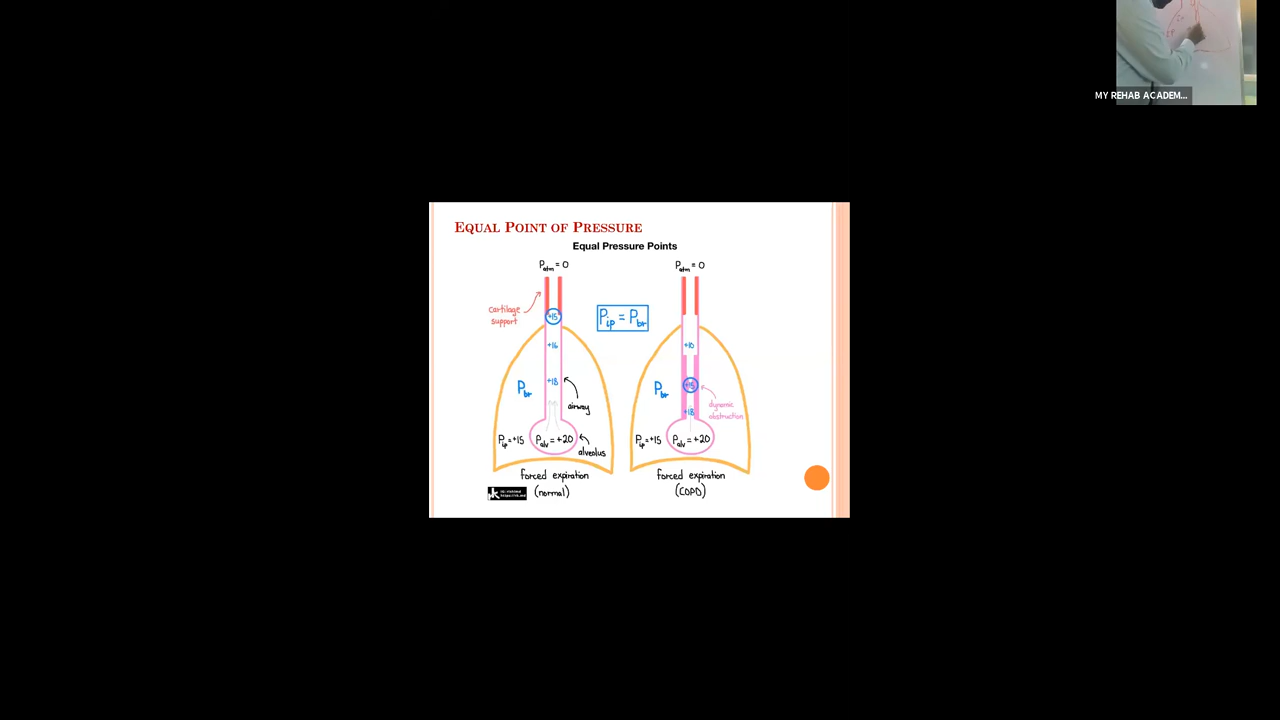 MY REHAB ACADEM...
EQUAL POINT OF PRESSURE
Equal Pressure Points
Patm = 0
Patm = 0
cartilage
support
+15
Pip = Pbr
+16
+10
+18
Pbr
airway
Pbr
+15
dynamic
obstruction
+18
Pip=+15
Palv = +20
alveolus
Pip=+15
Palv = +20
forced expiration
(normal)
forced expiration
(COPD)